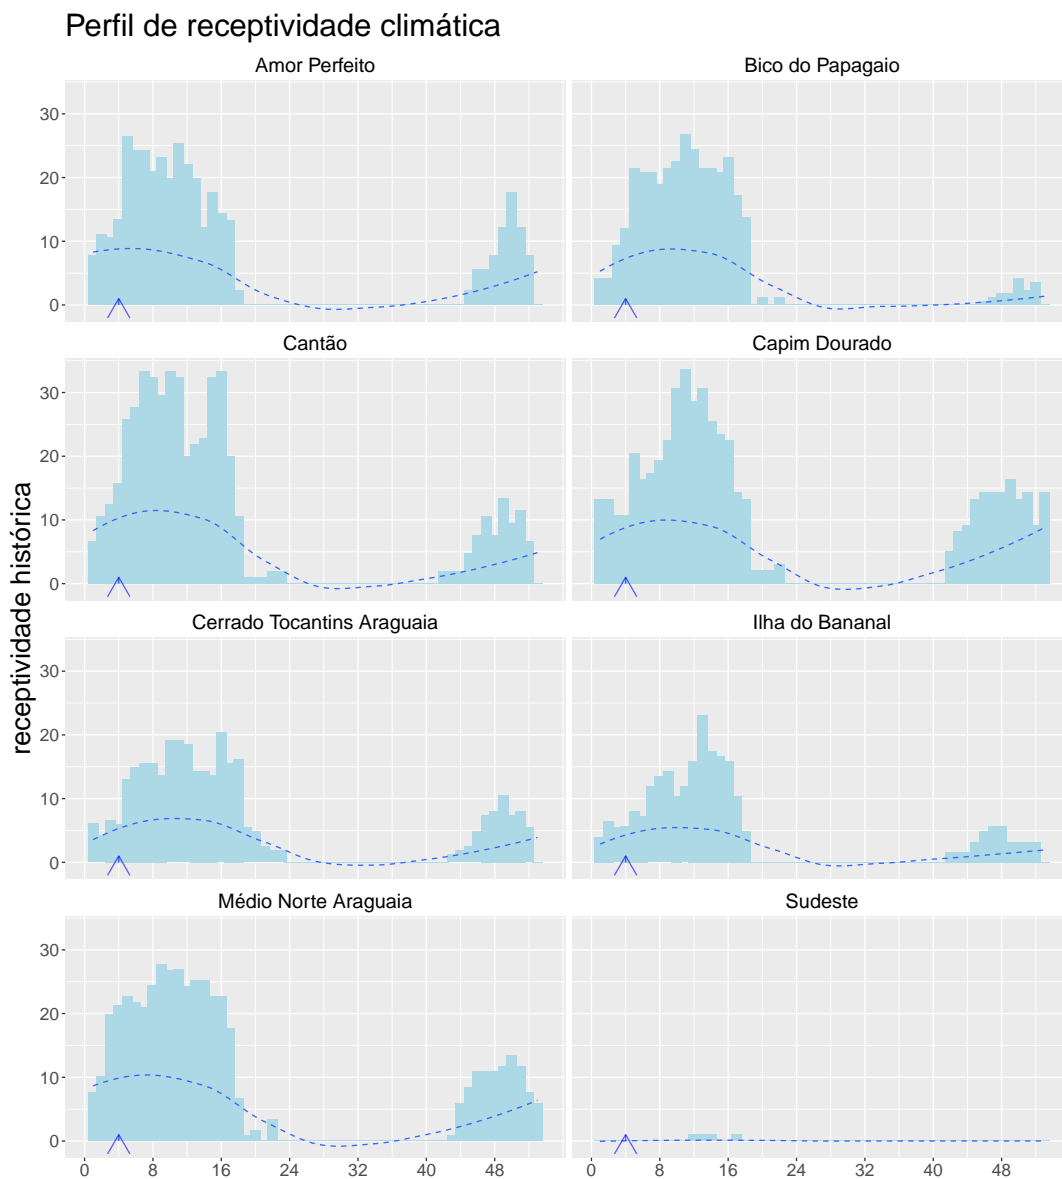 Perfil de receptividade climática
Amor Perfeito
Bico do Papagaio
30
20
10
0
Cantão
Capim Dourado
30
20
10
0
receptividade histórica
Cerrado Tocantins Araguaia
Ilha do Bananal
30
20
10
0
Médio Norte Araguaia
Sudeste
30
20
10
0
0 8 16 24 32 40 48
0 8 16 24 32 40 48